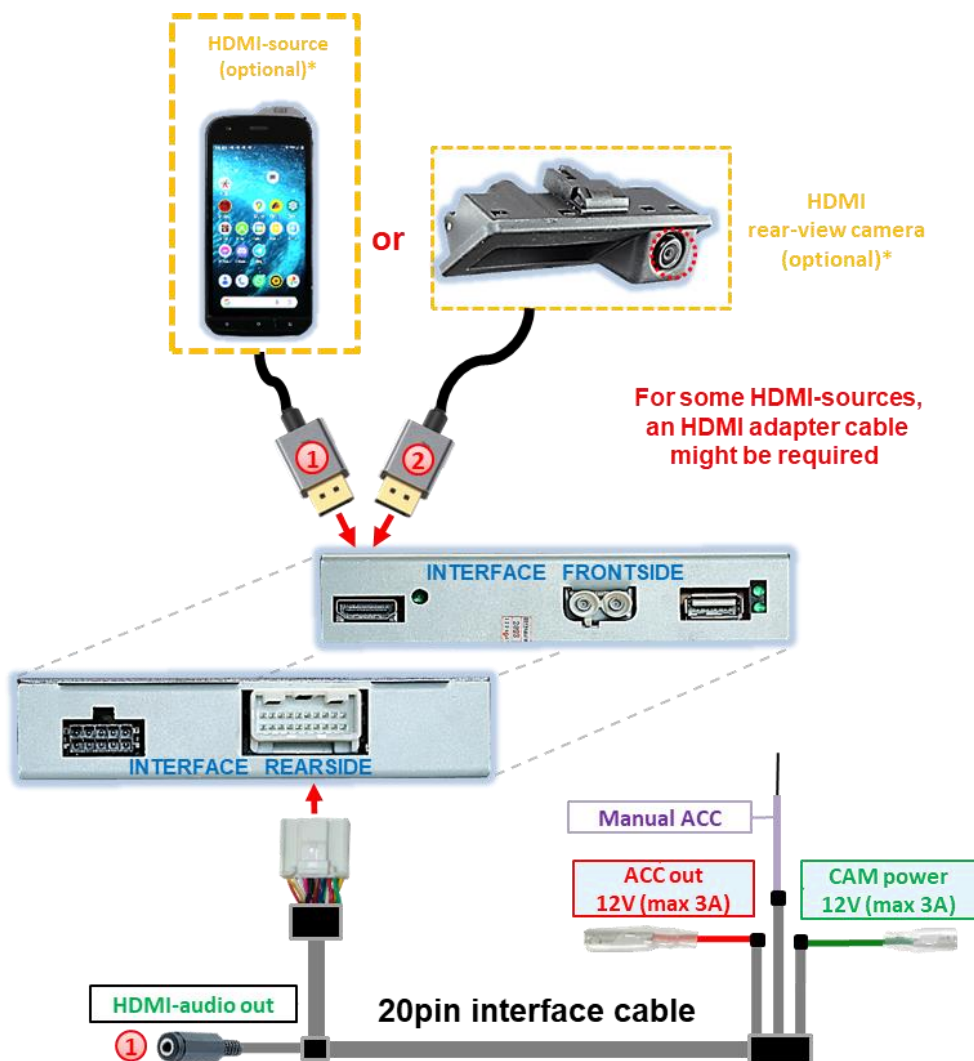 HDMI-source
(optional)*
or
HDMI
rear-view camera
(optional)*
For some HDMI-sources,
an HDMI adapter cable
might be required
1
2
INTERFACE FRONTSIDE
INTERFACE REARSIDE
Manual ACC
ACC out
12V (max 3A)
CAM power
12V (max 3A)
HDMI-audio out
20pin interface cable
1